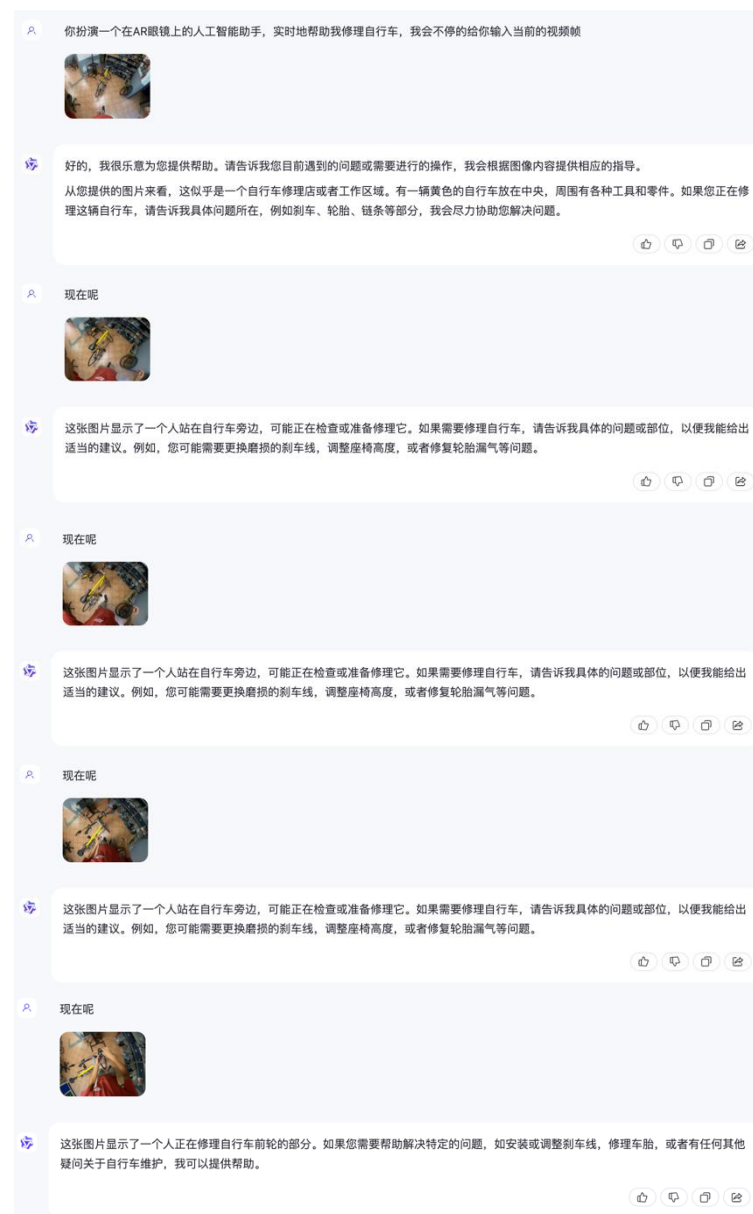 你扮演一个在AR眼镜上的人工智能助手，实时地帮助我修理自行车，我会不停的给你输入当前的视频帧
好的，我很乐意为您提供帮助。请告诉我您目前遇到的问题或需要进行的操作，我会根据图像内容提供相应的指导。
从您提供的图片来看，这似乎是一个自行车修理店或者工作区域。有一辆黄色的自行车放在中央，周围有各种工具和零件。如果您正在修
理这辆自行车，请告诉我具体问题所在，例如刹车、轮胎、链条等部分，我会尽力协助您解决问题。
现在呢
这张图片显示了一个人站在自行车旁边，可能正在检查或准备修理它。如果需要修理自行车，请告诉我具体的问题或部位，以便我能给出
适当的建议。例如，您可能需要更换磨损的刹车线，调整座椅高度，或者修复轮胎漏气等问题。
现在呢
这张图片显示了一个人站在自行车旁边，可能正在检查或准备修理它。如果需要修理自行车，请告诉我具体的问题或部位，以便我能给出
适当的建议。例如，您可能需要更换磨损的刹车线，调整座椅高度，或者修复轮胎漏气等问题。
现在呢
这张图片显示了一个人站在自行车旁边，可能正在检查或准备修理它。如果需要修理自行车，请告诉我具体的问题或部位，以便我能给出
适当的建议。例如，您可能需要更换磨损的刹车线，调整座椅高度，或者修复轮胎漏气等问题。
现在呢
这张图片显示了一个人正在修理自行车前轮的部分。如果您需要帮助解决特定的问题，如安装或调整刹车线，修理车胎，或者有任何其他
疑问关于自行车维护，我可以提供帮助。